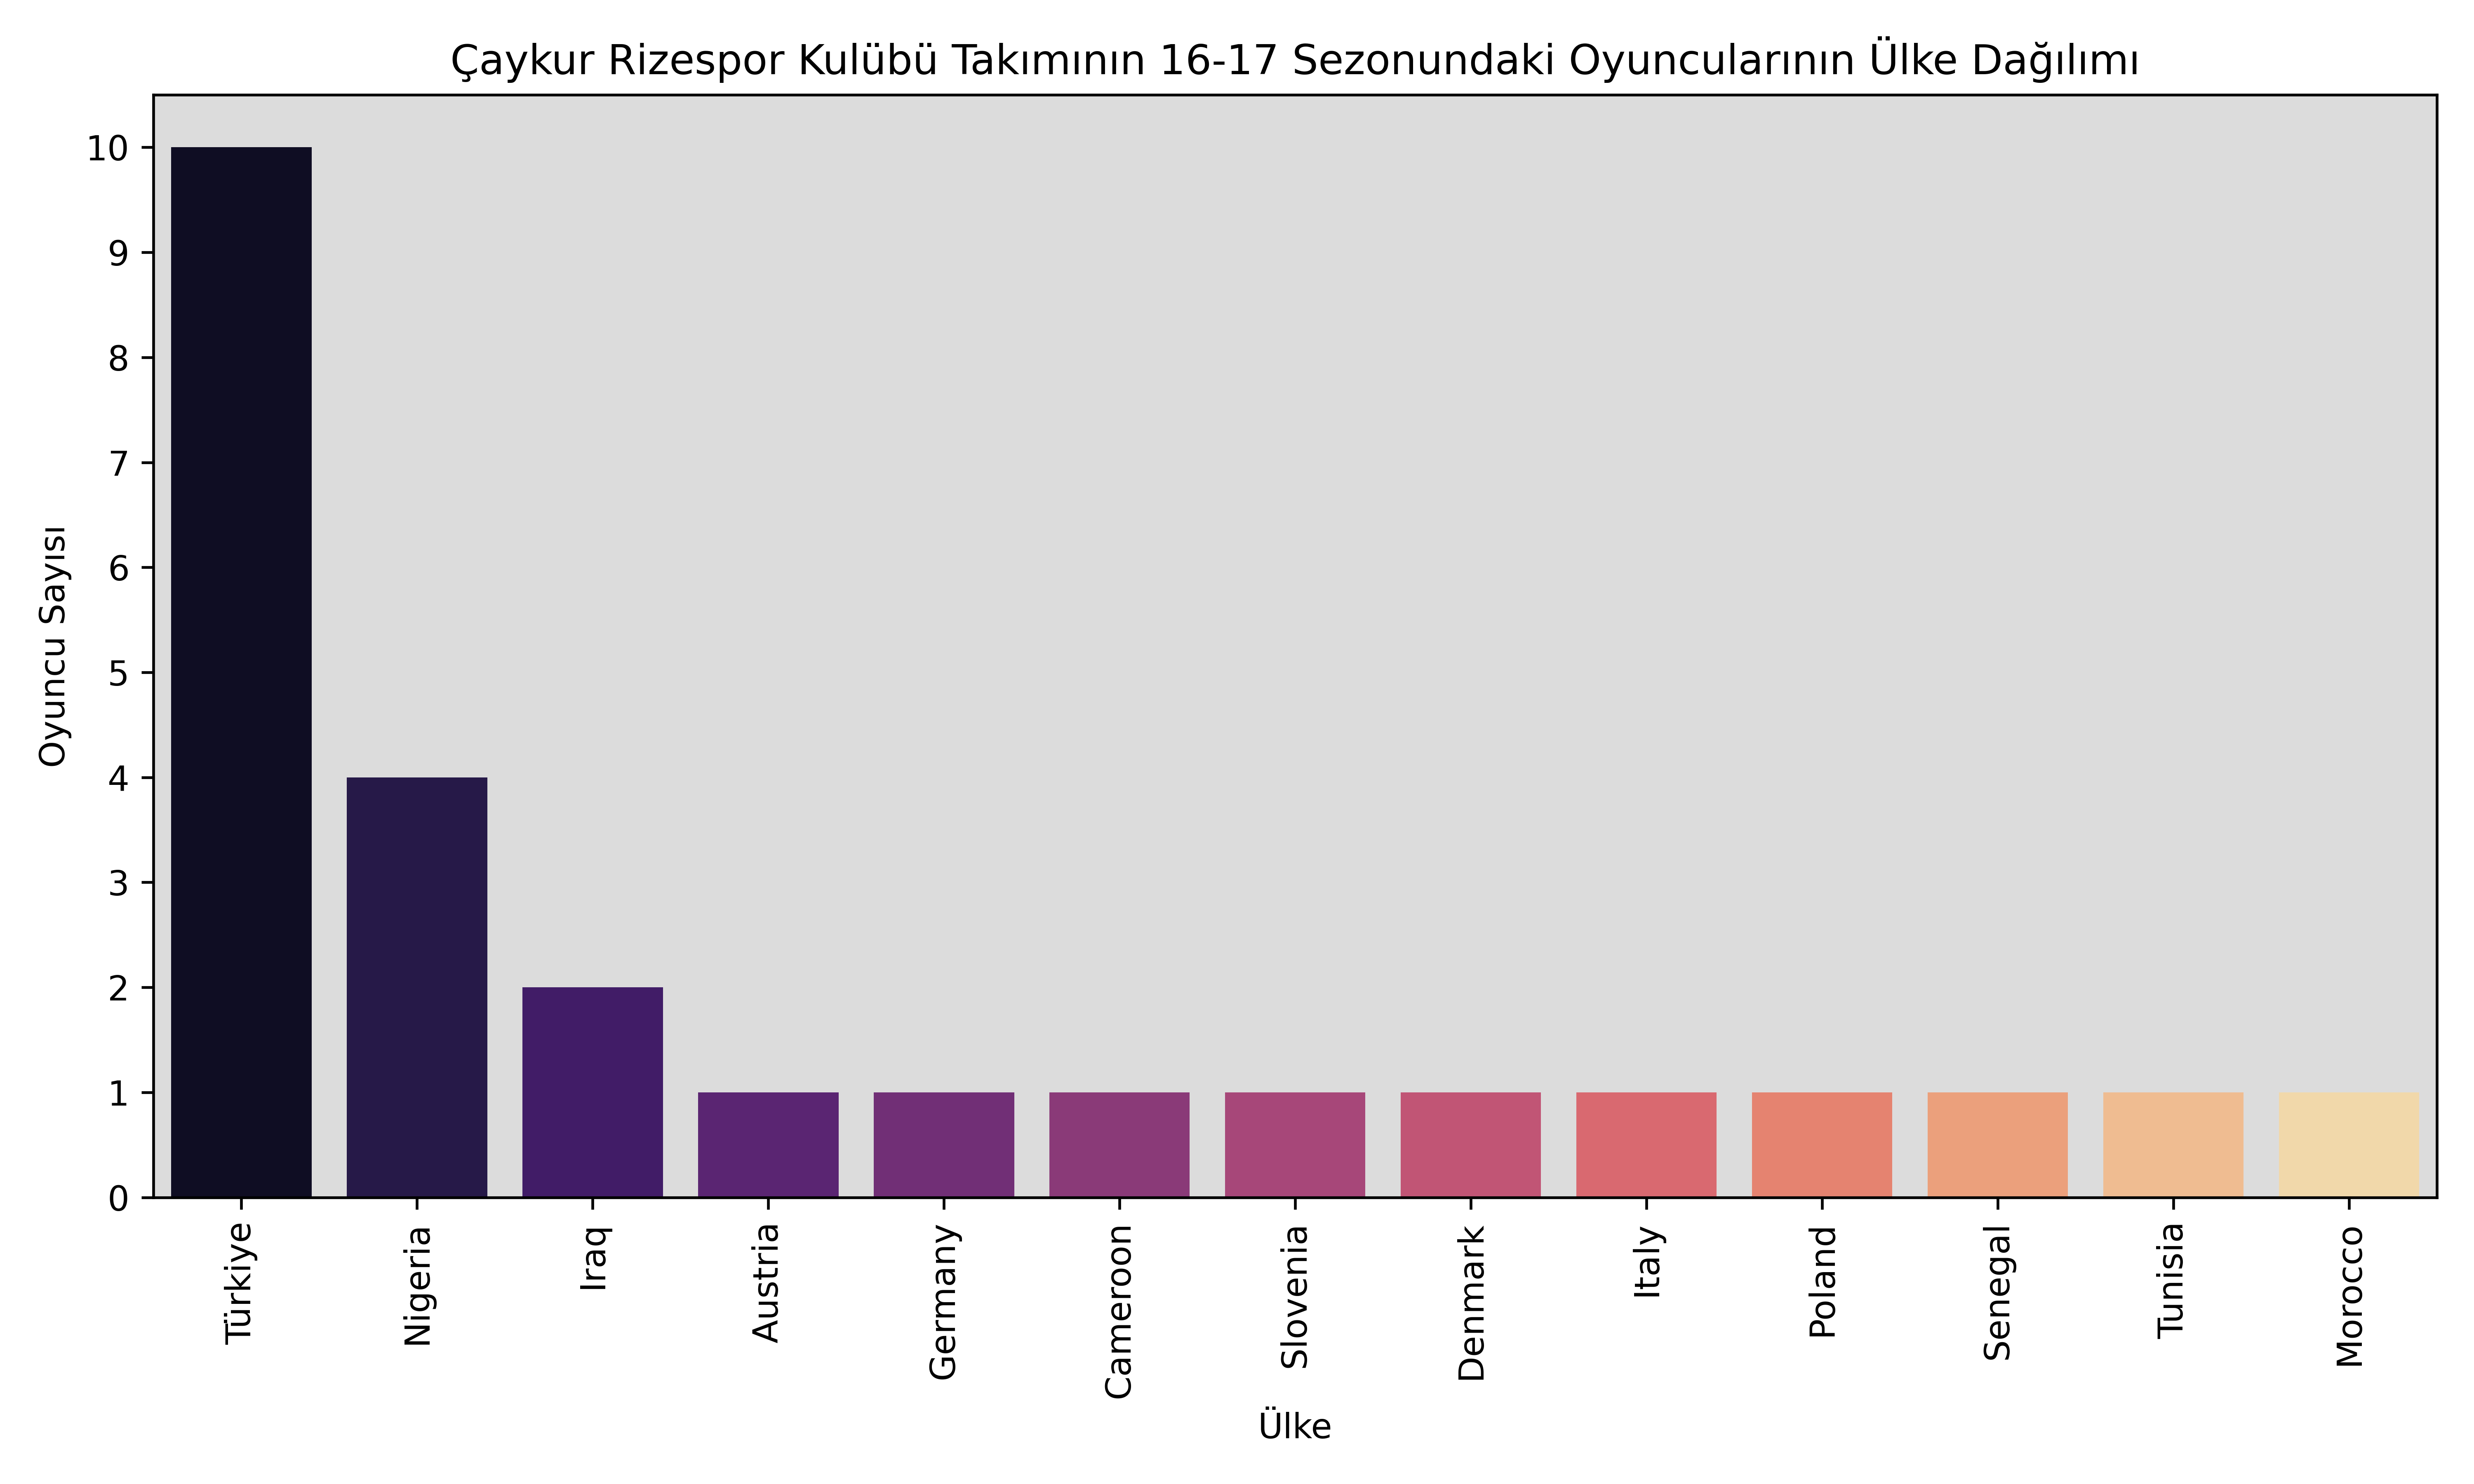 Çaykur Rizespor Kulübü Takımının 16-17 Sezonundaki Oyuncularının Ülke Dağılımı
Oyuncu Sayısı
10
9
8
7
6
5
4
3
2
1
0
Türkiye
Nigeria
Iraq
Austria
Germany
Cameroon
Slovenia
Denmark
Italy
Poland
Senegal
Tunisia
Morocco
Ülke